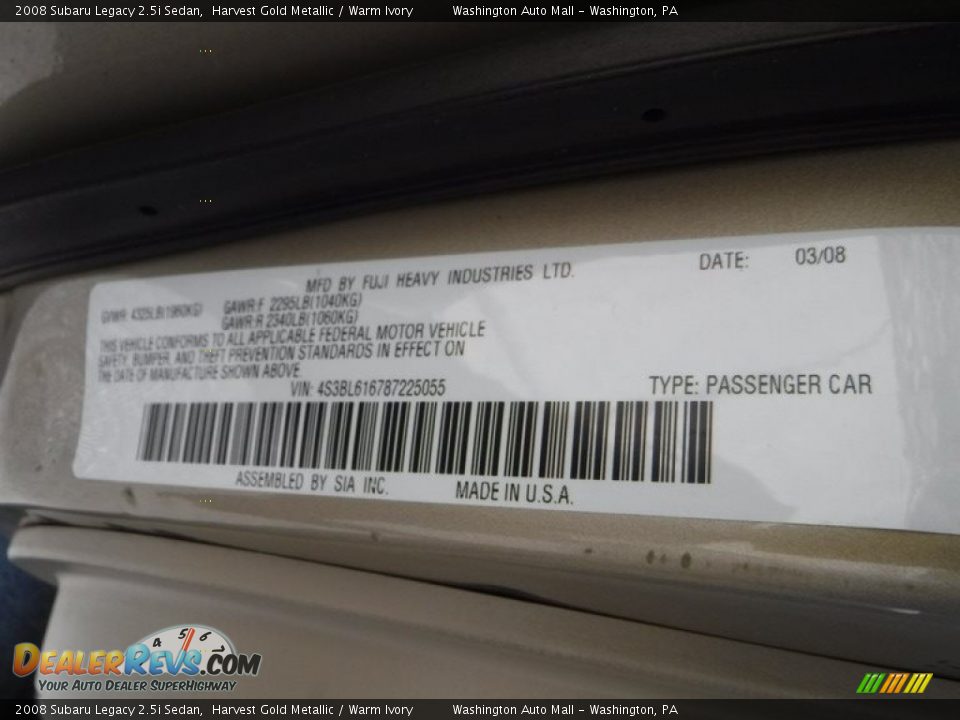 2008 Subaru Legacy 2.5i Sedan, Harvest Gold Metallic / Warm Ivory Washington Auto Mall - Washington, PA
MFD BY FUJI HEAVY INDUSTRIES LTD. DATE: 03/08
GVWR: 4325LB(1960KG) GAWR:F 2295LB(1040KG)
GAWR:R 2340LB(1060KG)
THIS VEHICLE CONFORMS TO ALL APPLICABLE FEDERAL MOTOR VEHICLE
SAFETY, BUMPER, AND THEFT PREVENTION STANDARDS IN EFFECT ON
THE DATE OF MANUFACTURE SHOWN ABOVE.
VIN: 4S3BL616787225055 TYPE: PASSENGER CAR
ASSEMBLED BY SIA INC. MADE IN U.S.A.
4 5 6 7
DEALERREVS.COM
YOUR AUTO DEALER SUPERHIGHWAY
2008 Subaru Legacy 2.5i Sedan, Harvest Gold Metallic / Warm Ivory Washington Auto Mall - Washington, PA